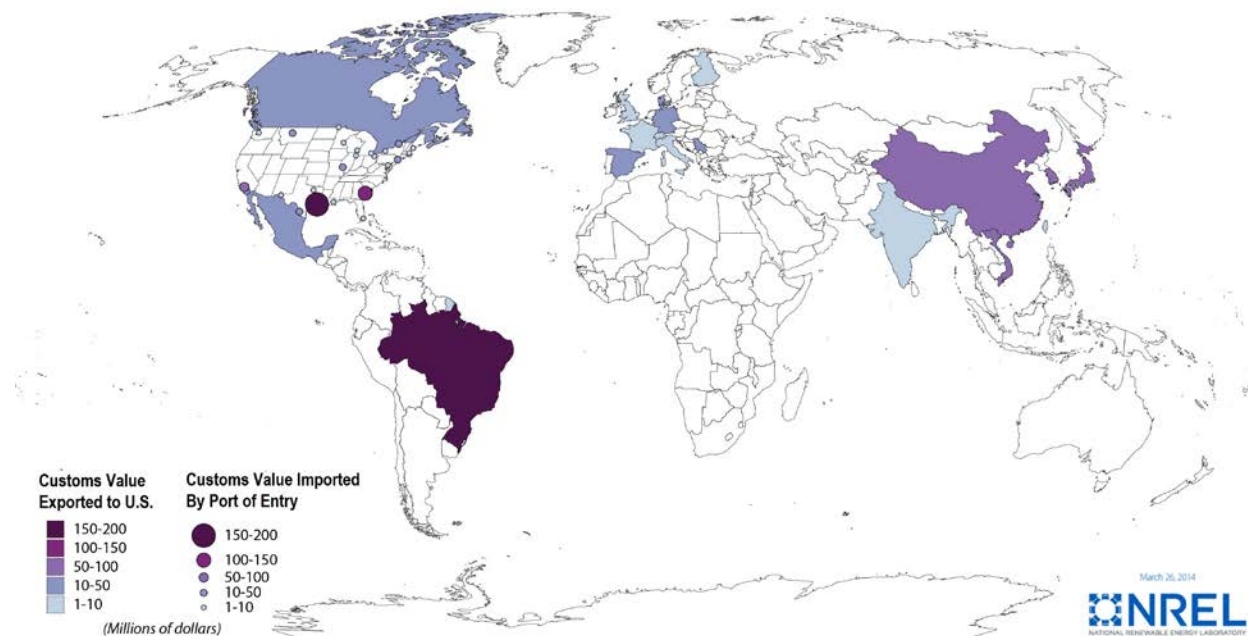 Customs Value
Exported to U.S.
150-200
100-150
50-100
10-50
1-10
(Millions of dollars)
Customs Value Imported
By Port of Entry
150-200
100-150
50-100
10-50
1-10
March 26, 2014
NREL
NATIONAL RENEWABLE ENERGY LABORATORY